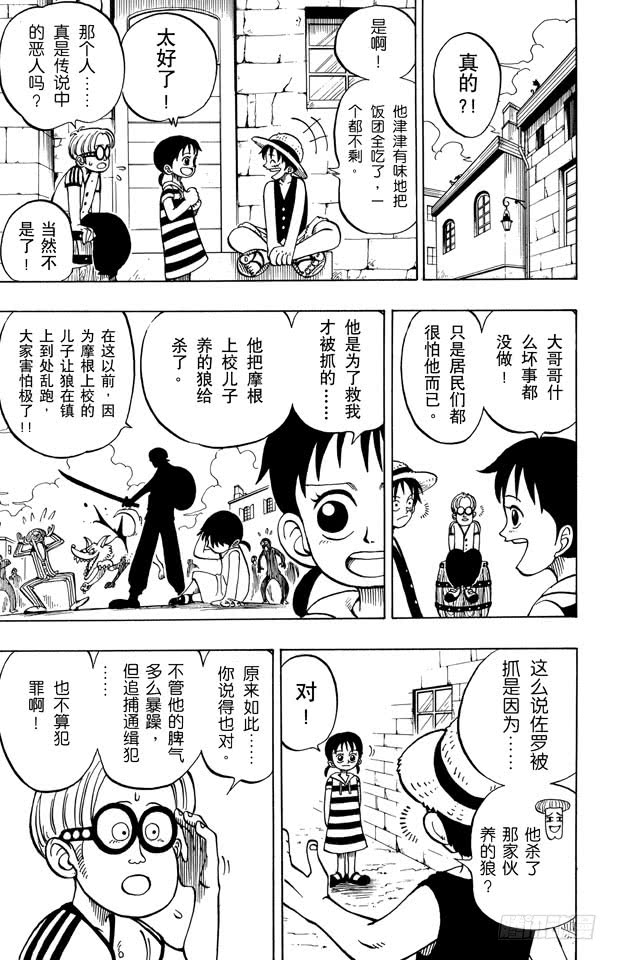 真的
?!
是啊！
他津津有味地把
饭团全吃了，一
个都不剩。
太好了！
那个人……
真是传说中
的恶人吗？
当然不
是了！
大哥哥什
么坏事都
没做！
只是居民们都
很怕他而已。
他是为了救我
才被抓的……
他把摩根
上校儿子
养的狼给
杀了。
在这以前，因
为摩根上校的
儿子让狼在镇
上到处乱跑，
大家害怕极了!!
这么说佐罗被
抓是因为……
他杀了
那家伙
养的狼？
对！
原来如此……
你说得也对。
不管他的脾气
多么暴躁，
但追捕通缉犯
……
也不算犯
罪啊！